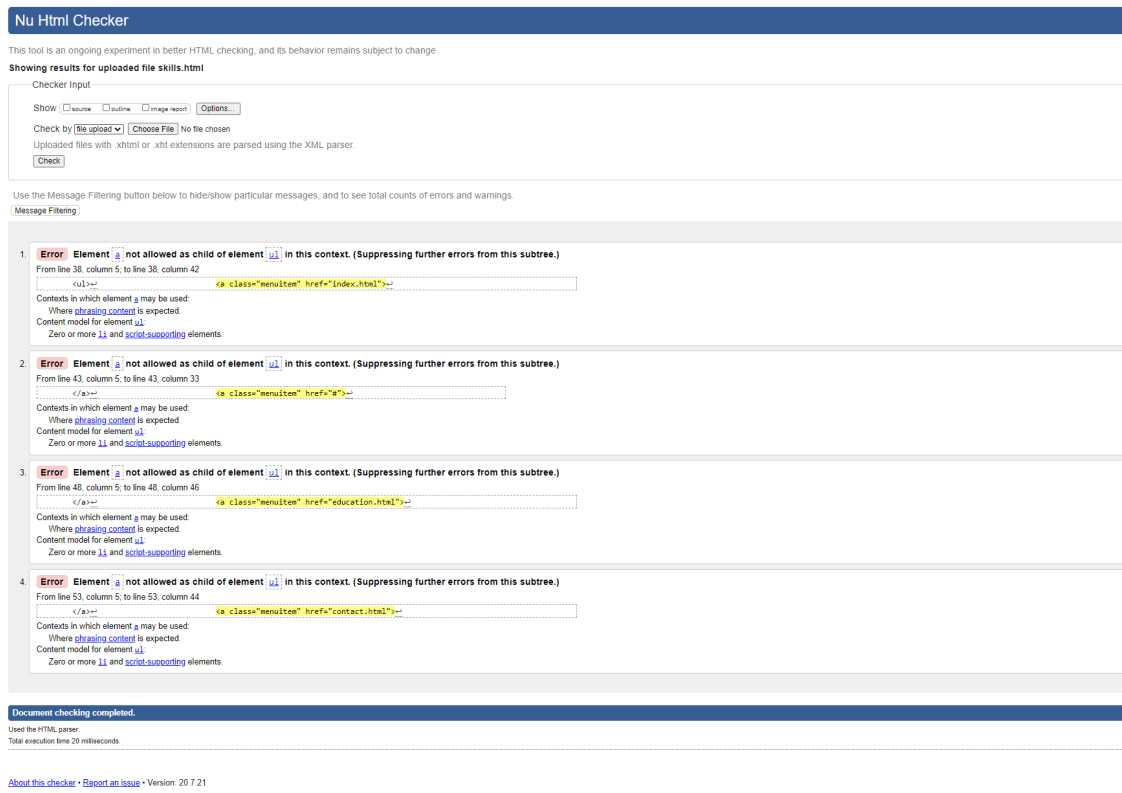 Nu Html Checker
This tool is an ongoing experiment in better HTML checking, and its behavior remains subject to change
Showing results for uploaded file skills.html
Checker Input
Show source outline image report Options...
Check by file upload Choose File No file chosen
Uploaded files with .xhtml or .xht extensions are parsed using the XML parser.
Check
Use the Message Filtering button below to hide/show particular messages, and to see total counts of errors and warnings.
Message Filtering
1. Error Element a not allowed as child of element ul in this context. (Suppressing further errors from this subtree.)
From line 38, column 5; to line 38, column 42
<ul>↩ <a class="menuitem" href="index.html">↩
Contexts in which element a may be used:
Where phrasing content is expected.
Content model for element ul:
Zero or more li and script-supporting elements.
2. Error Element a not allowed as child of element ul in this context. (Suppressing further errors from this subtree.)
From line 43, column 5; to line 43, column 33
</a>↩ <a class="menuitem" href="#">↩
Contexts in which element a may be used:
Where phrasing content is expected.
Content model for element ul:
Zero or more li and script-supporting elements.
3. Error Element a not allowed as child of element ul in this context. (Suppressing further errors from this subtree.)
From line 48, column 5; to line 48, column 46
</a>↩ <a class="menuitem" href="education.html">↩
Contexts in which element a may be used:
Where phrasing content is expected.
Content model for element ul:
Zero or more li and script-supporting elements.
4. Error Element a not allowed as child of element ul in this context. (Suppressing further errors from this subtree.)
From line 53, column 5; to line 53, column 44
</a>↩ <a class="menuitem" href="contact.html">↩
Contexts in which element a may be used:
Where phrasing content is expected.
Content model for element ul:
Zero or more li and script-supporting elements.
Document checking completed.
Used the HTML parser.
Total execution time 20 milliseconds.
About this checker • Report an issue • Version: 20.7.21